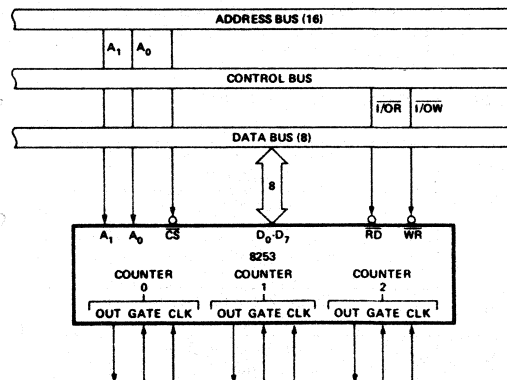 ADDRESS BUS (16)
A1 A0
CONTROL BUS
I/OR I/OW
DATA BUS (8)
8
A1 A0 CS D0-D7 RD WR
8253
COUNTER 0 COUNTER 1 COUNTER 2
OUT GATE CLK OUT GATE CLK OUT GATE CLK